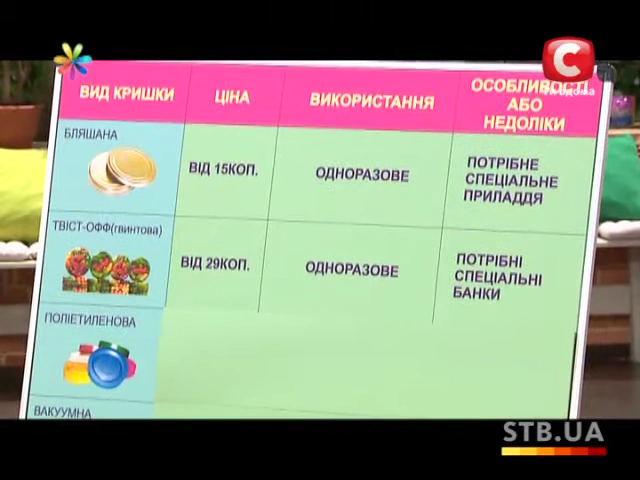 ВИД КРИШКИ
ЦІНА
ВИКОРИСТАННЯ
ОСОБЛИВОСТІ
АБО
НЕДОЛІКИ
БЛЯШАНА
ВІД 15КОП.
ОДНОРАЗОВЕ
ПОТРІБНЕ
СПЕЦІАЛЬНЕ
ПРИЛАДДЯ
ТВІСТ-ОФФ(гвинтова)
ВІД 29КОП.
ОДНОРАЗОВЕ
ПОТРІБНІ
СПЕЦІАЛЬНІ
БАНКИ
ПОЛІЕТИЛЕНОВА
ВАКУУМНА
STB.UA